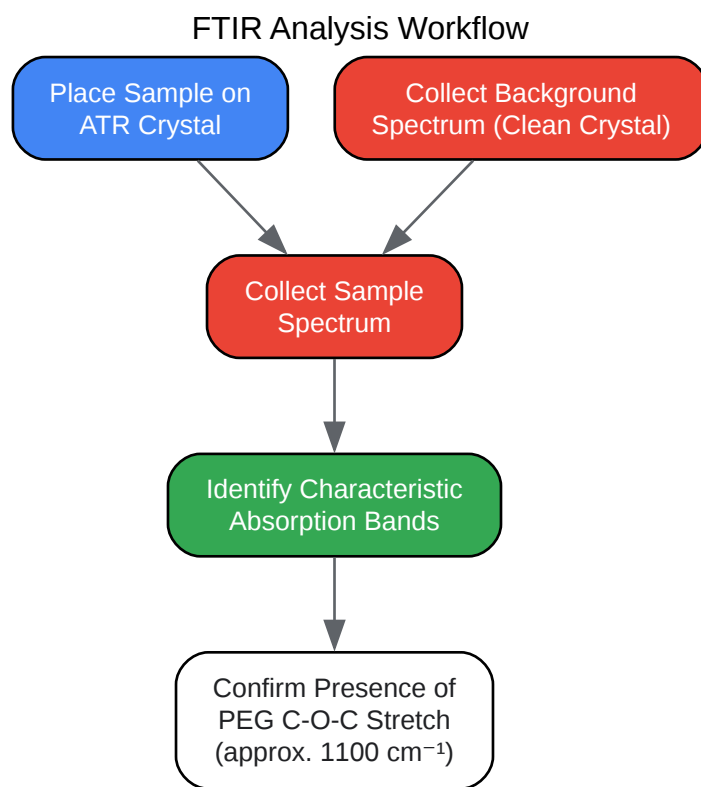 FTIR Analysis Workflow
Place Sample on
ATR Crystal
Collect Background
Spectrum (Clean Crystal)
Collect Sample
Spectrum
Identify Characteristic
Absorption Bands
Confirm Presence of
PEG C-O-C Stretch
(approx. 1100 cm⁻¹)